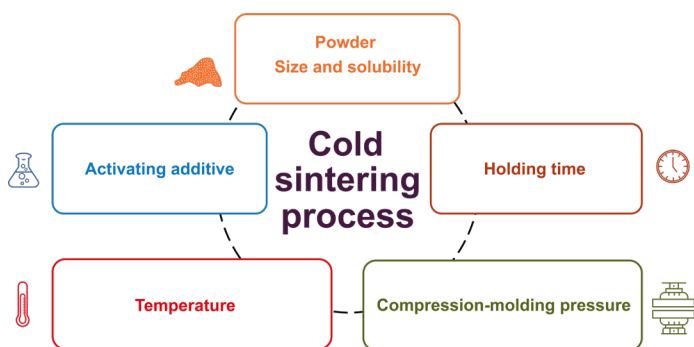 Powder
Size and solubility
Activating additive
Cold
sintering
process
Holding time
Temperature
Compression-molding pressure